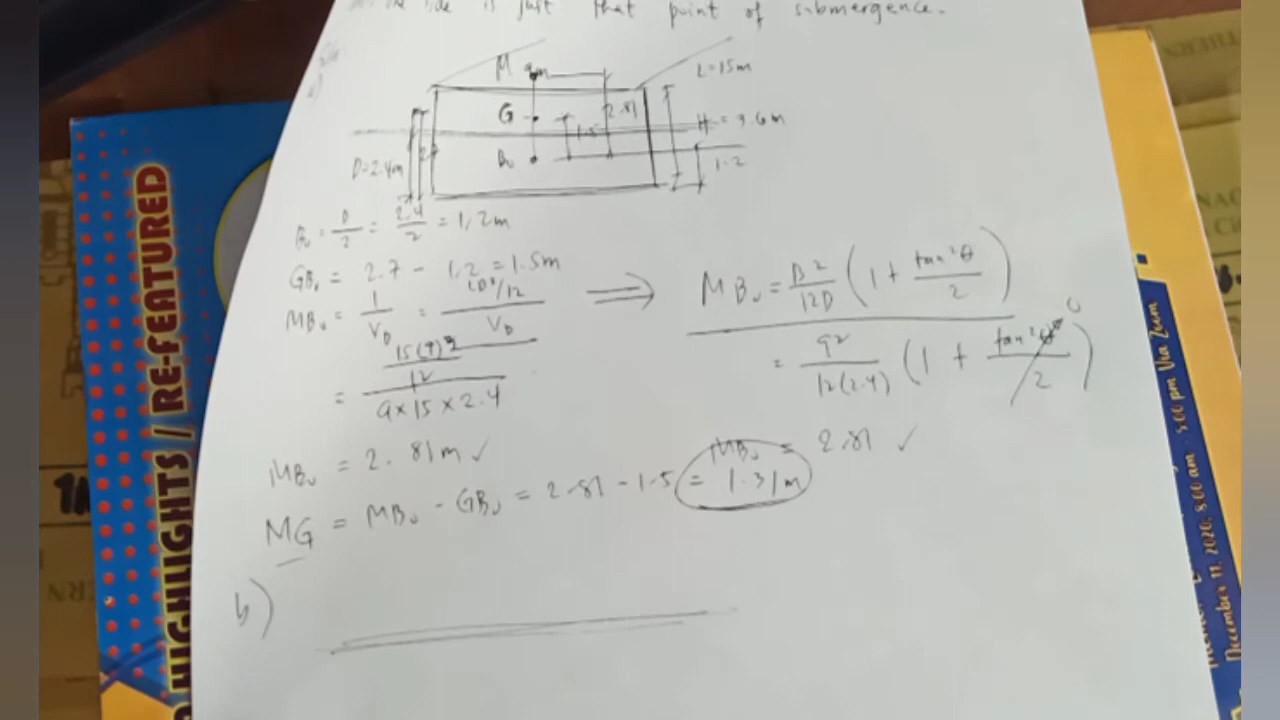 side is just that point of submergence.
a)
M
9m
L = 15m
G
2.81
1.5
H = 3.6m
D = 2.4m
B₀
1.2
B₀ = D/2 = 2.4/2 = 1.2m
GB₀ = 2.7 - 1.2 = 1.5m
MB₀ = I/V_D = LB³/12 / V_D
= 15(9)³/12 / 9×15×2.4
MB₀ = 2.81m ✓
MG = MB₀ - GB₀ = 2.81 - 1.5 = 1.31m
⟹ MB₀ = B²/12D (1 + tan²θ/2)
= 9²/12(2.4) (1 + tan²θ/2) 0
MB₀ = 2.81 ✓
b)
HIGHLIGHTS / RE-FEATURED
December 11, 2020, 8:00 am - 5:00 pm Via Zoom